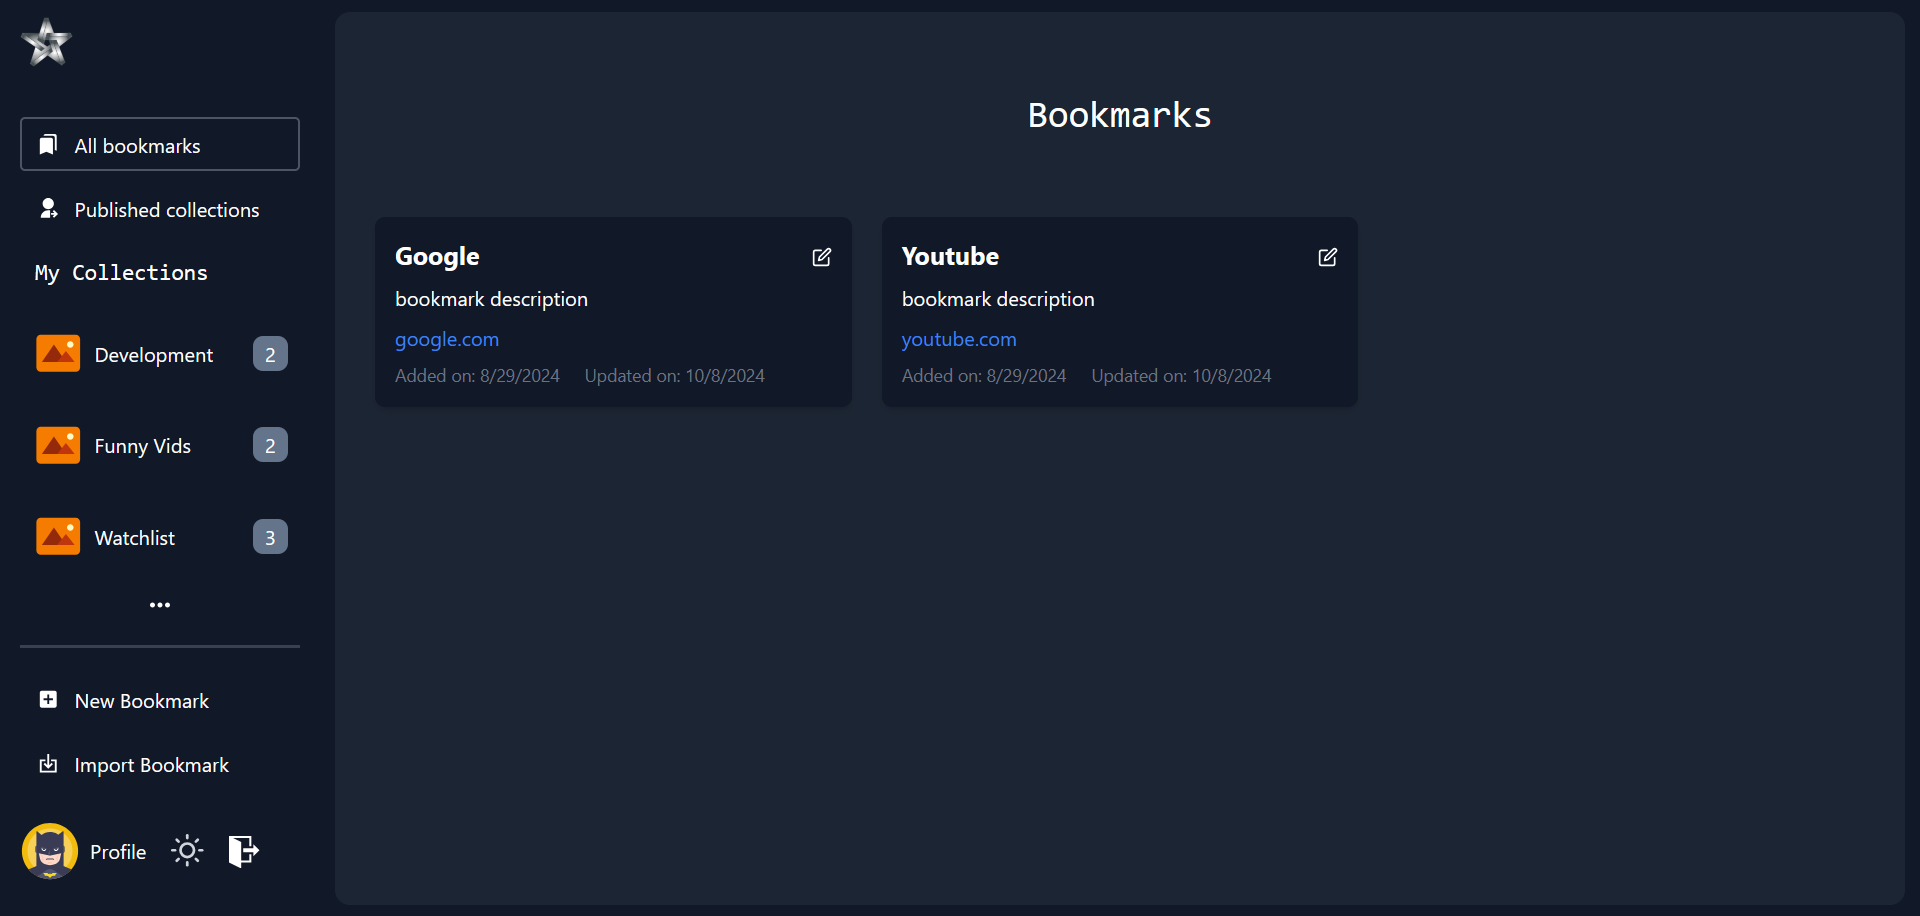 All bookmarks
Published collections
My Collections
Development 2
Funny Vids 2
Watchlist 3
New Bookmark
Import Bookmark
Profile
Bookmarks
Google
bookmark description
google.com
Added on: 8/29/2024 Updated on: 10/8/2024
Youtube
bookmark description
youtube.com
Added on: 8/29/2024 Updated on: 10/8/2024